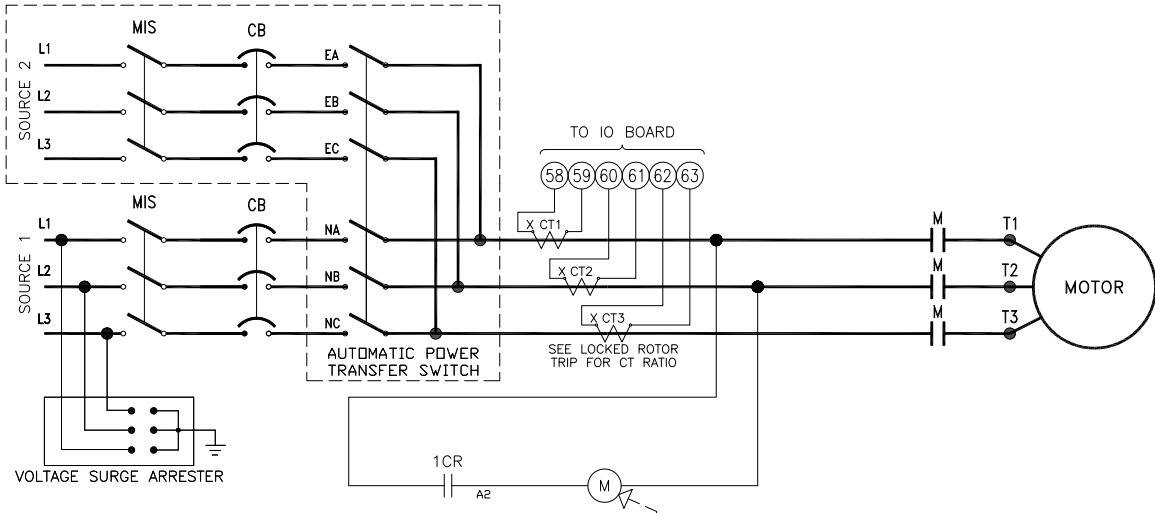 MIS
CB
L1
EA
L2
EB
L3
EC
SOURCE 2
TO IO BOARD
58 59 60 61 62 63
MIS
CB
L1
NA
X CT1
M
T1
L2
NB
X CT2
M
T2
MOTOR
L3
NC
X CT3
M
T3
SOURCE 1
AUTOMATIC POWER
TRANSFER SWITCH
SEE LOCKED ROTOR
TRIP FOR CT RATIO
VOLTAGE SURGE ARRESTER
1CR
A2
M